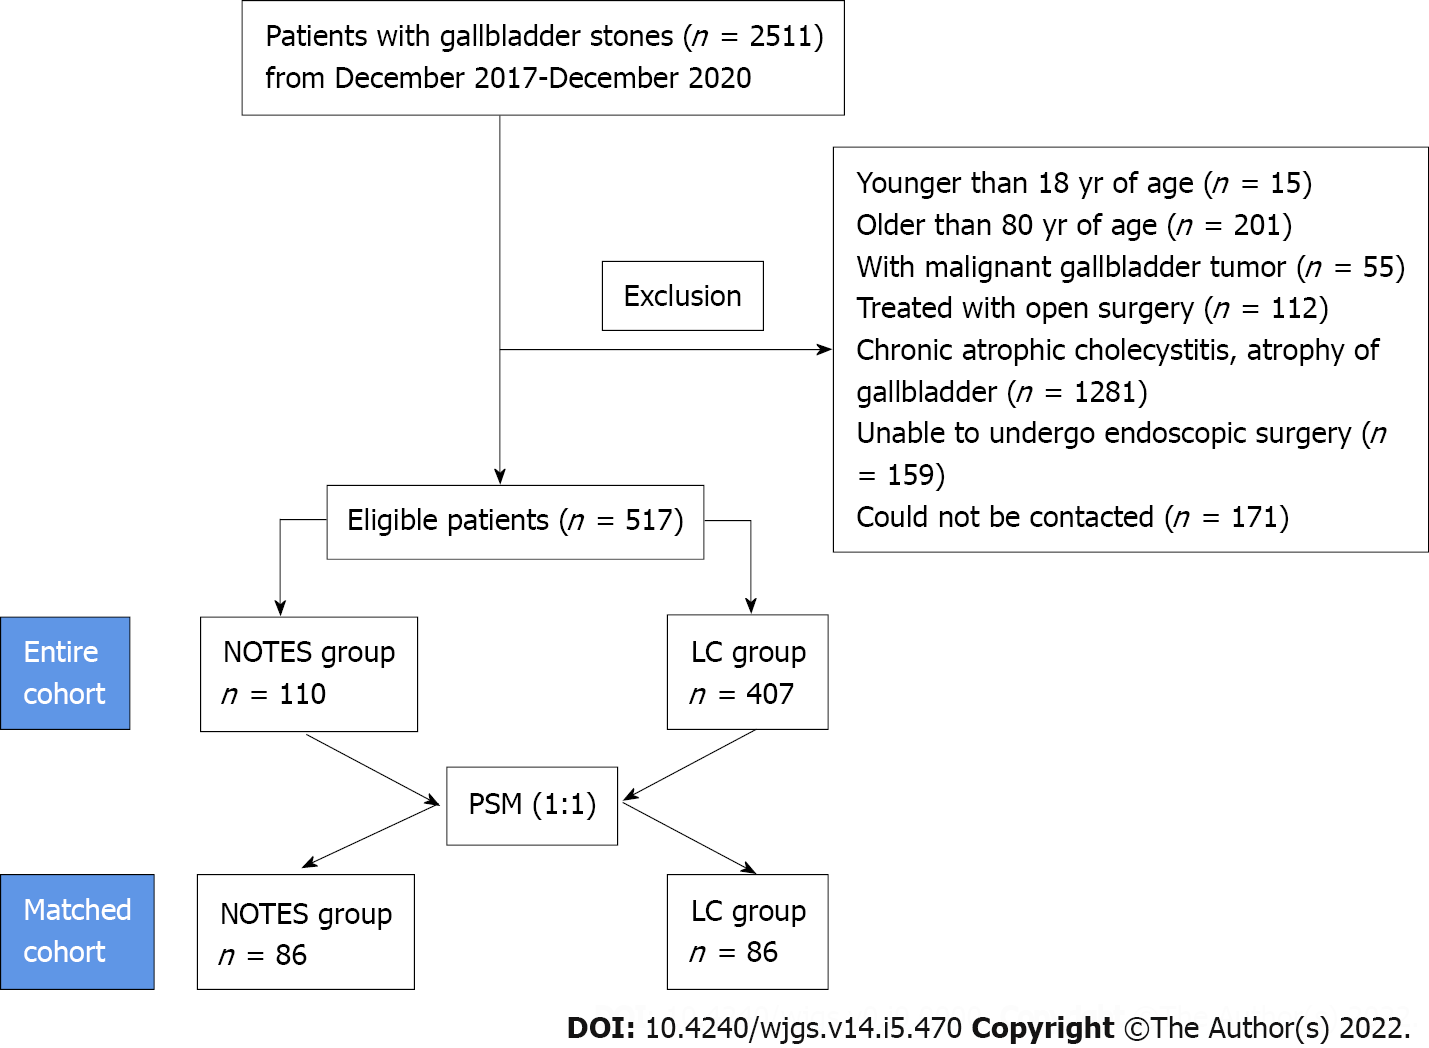 Patients with gallbladder stones (n = 2511)
from December 2017-December 2020
Younger than 18 yr of age (n = 15)
Older than 80 yr of age (n = 201)
With malignant gallbladder tumor (n = 55)
Treated with open surgery (n = 112)
Chronic atrophic cholecystitis, atrophy of
gallbladder (n = 1281)
Unable to undergo endoscopic surgery (n
= 159)
Could not be contacted (n = 171)
Exclusion
Eligible patients (n = 517)
Entire
cohort
NOTES group
n = 110
LC group
n = 407
PSM (1:1)
Matched
cohort
NOTES group
n = 86
LC group
n = 86
DOI: 10.4240/wjgs.v14.i5.470 Copyright ©The Author(s) 2022.